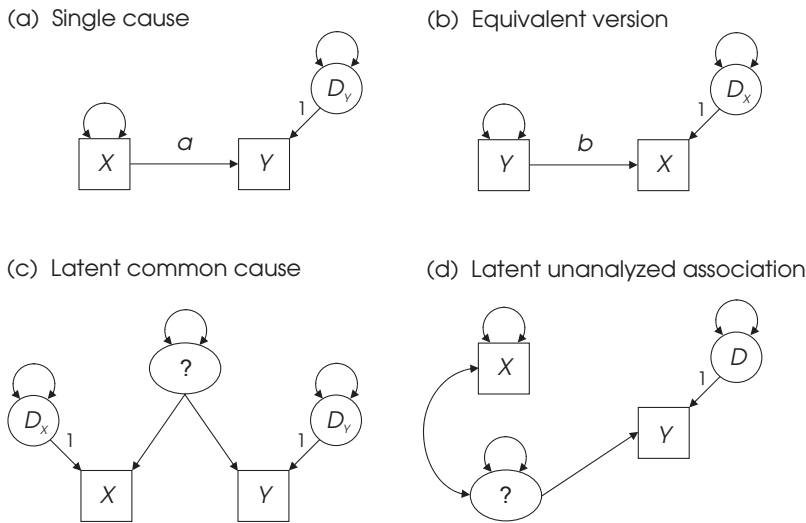 (a) Single cause
D_Y
1
X
a
Y
(b) Equivalent version
D_X
1
Y
b
X
(c) Latent common cause
?
D_X
1
D_Y
1
X
Y
(d) Latent unanalyzed association
X
D
1
Y
?